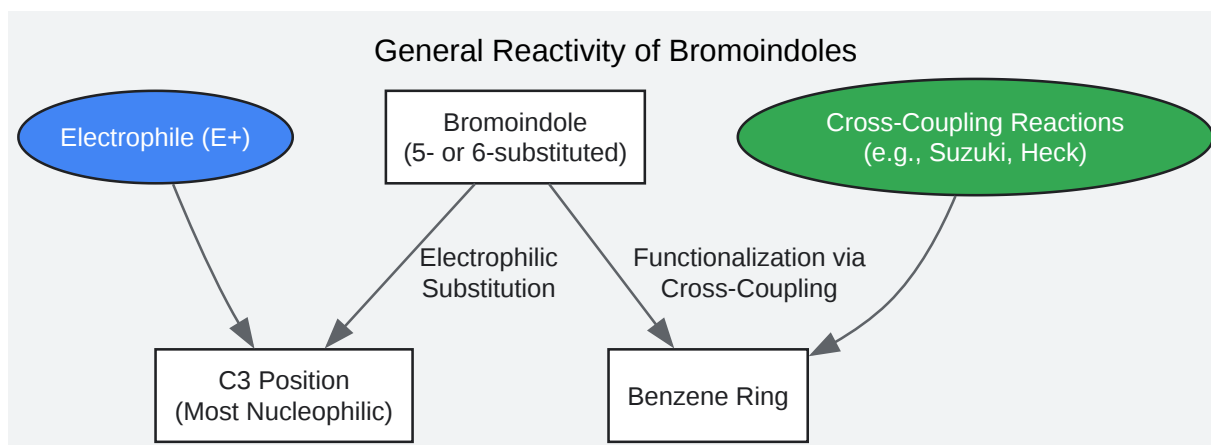 General Reactivity of Bromoindoles
Electrophile (E+)
Bromoindole
(5- or 6-substituted)
Cross-Coupling Reactions
(e.g., Suzuki, Heck)
Electrophilic
Substitution
Functionalization via
Cross-Coupling
C3 Position
(Most Nucleophilic)
Benzene Ring